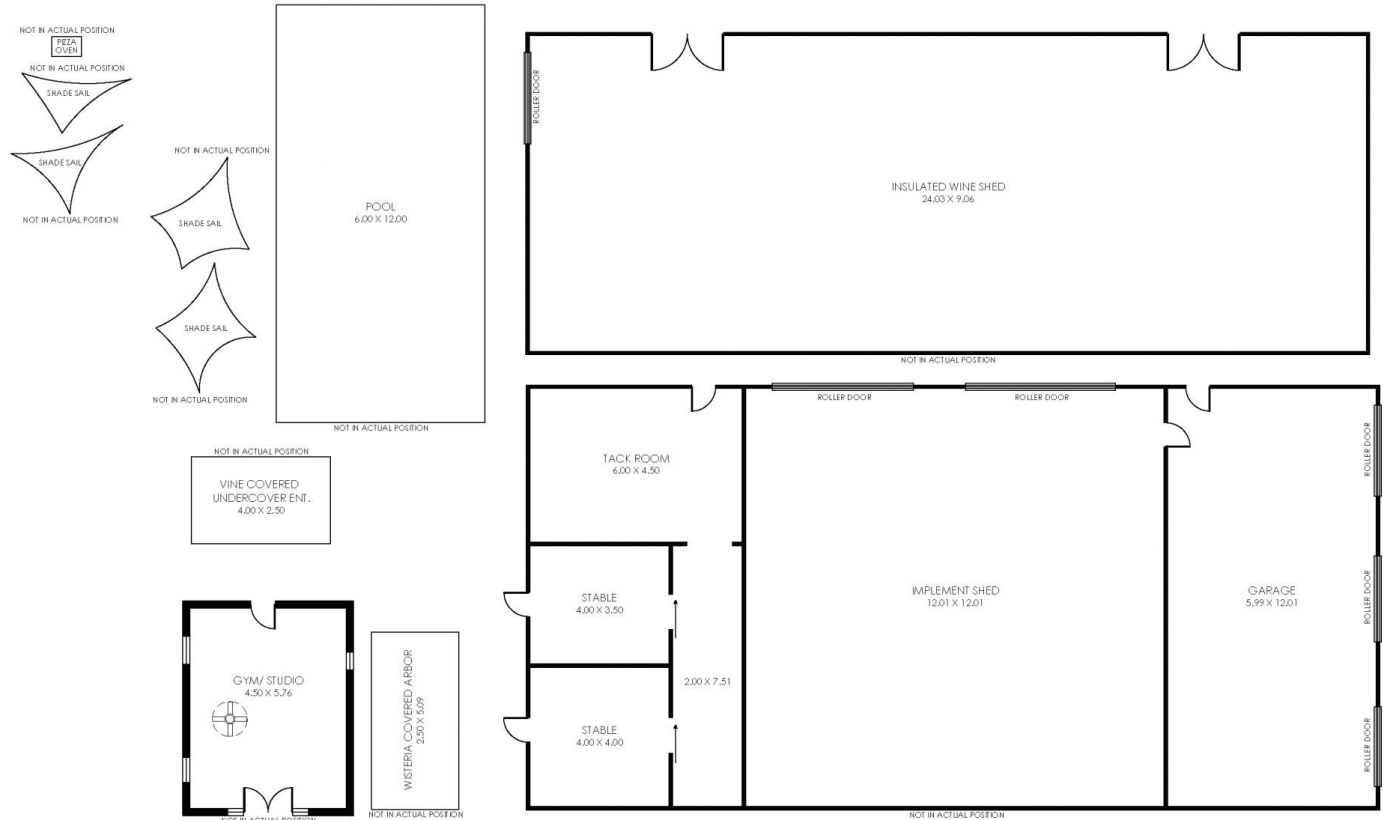 NOT IN ACTUAL POSITION
PIZZA
OVEN
NOT IN ACTUAL POSITION
SHADE SAIL
SHADE SAIL
NOT IN ACTUAL POSITION
NOT IN ACTUAL POSITION
SHADE SAIL
SHADE SAIL
NOT IN ACTUAL POSITION
POOL
6.00 X 12.00
NOT IN ACTUAL POSITION
ROLLER DOOR
INSULATED WINE SHED
24.03 X 9.06
NOT IN ACTUAL POSITION
NOT IN ACTUAL POSITION
VINE COVERED
UNDERCOVER ENT.
4.00 X 2.50
GYM/ STUDIO
4.50 X 5.76
NOT IN ACTUAL POSITION
WISTERIA COVERED ARBOR
2.50 X 5.09
NOT IN ACTUAL POSITION
TACK ROOM
6.00 X 4.50
STABLE
4.00 X 3.50
STABLE
4.00 X 4.00
2.00 X 7.51
ROLLER DOOR
ROLLER DOOR
IMPLEMENT SHED
12.01 X 12.01
NOT IN ACTUAL POSITION
GARAGE
5.99 X 12.01
ROLLER DOOR
ROLLER DOOR
ROLLER DOOR